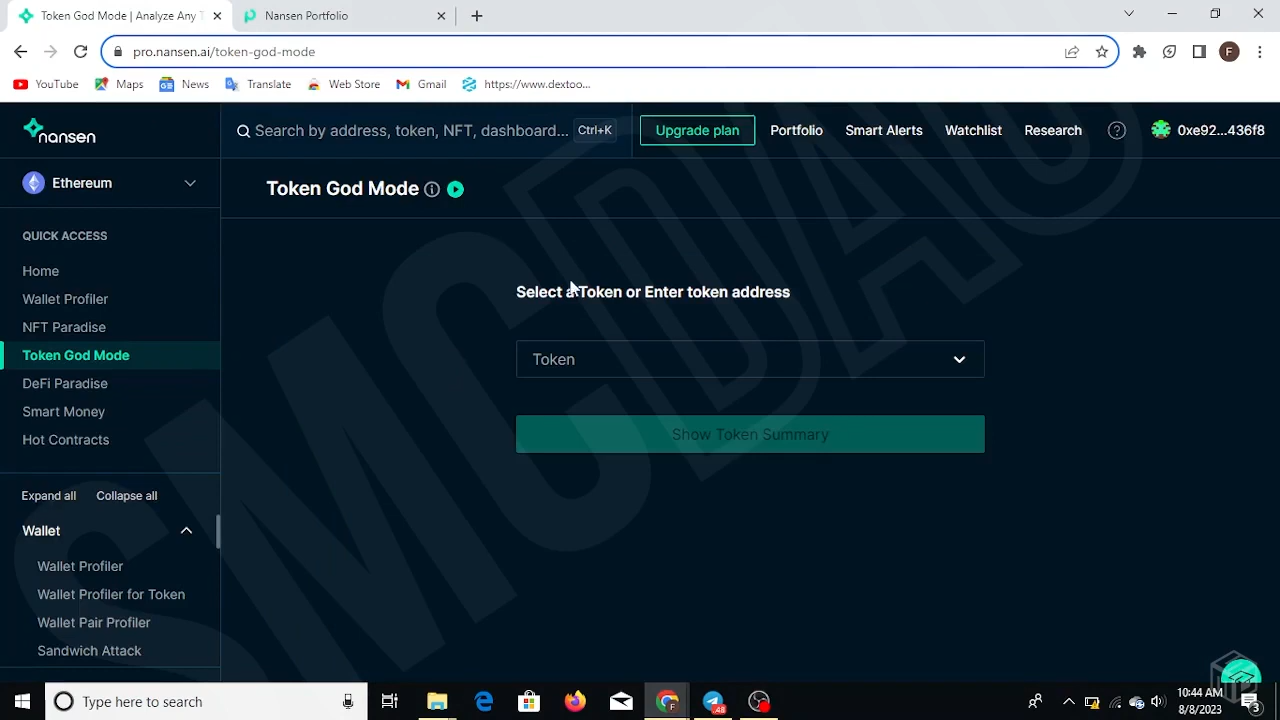 Token God Mode | Analyze Any T
Nansen Portfolio
pro.nansen.ai/token-god-mode
F
YouTube
Maps
News
Translate
Web Store
Gmail
https://www.dextoo...
nansen
Search by address, token, NFT, dashboard...
Ctrl+K
Upgrade plan
Portfolio
Smart Alerts
Watchlist
Research
0xe92...436f8
Ethereum
Token God Mode
QUICK ACCESS
Home
Wallet Profiler
NFT Paradise
Token God Mode
DeFi Paradise
Smart Money
Hot Contracts
Select a Token or Enter token address
Token
Show Token Summary
Expand all
Collapse all
Wallet
Wallet Profiler
Wallet Profiler for Token
Wallet Pair Profiler
Sandwich Attack
SMCDAO
Type here to search
F
48
10:44 AM
8/8/2023
3